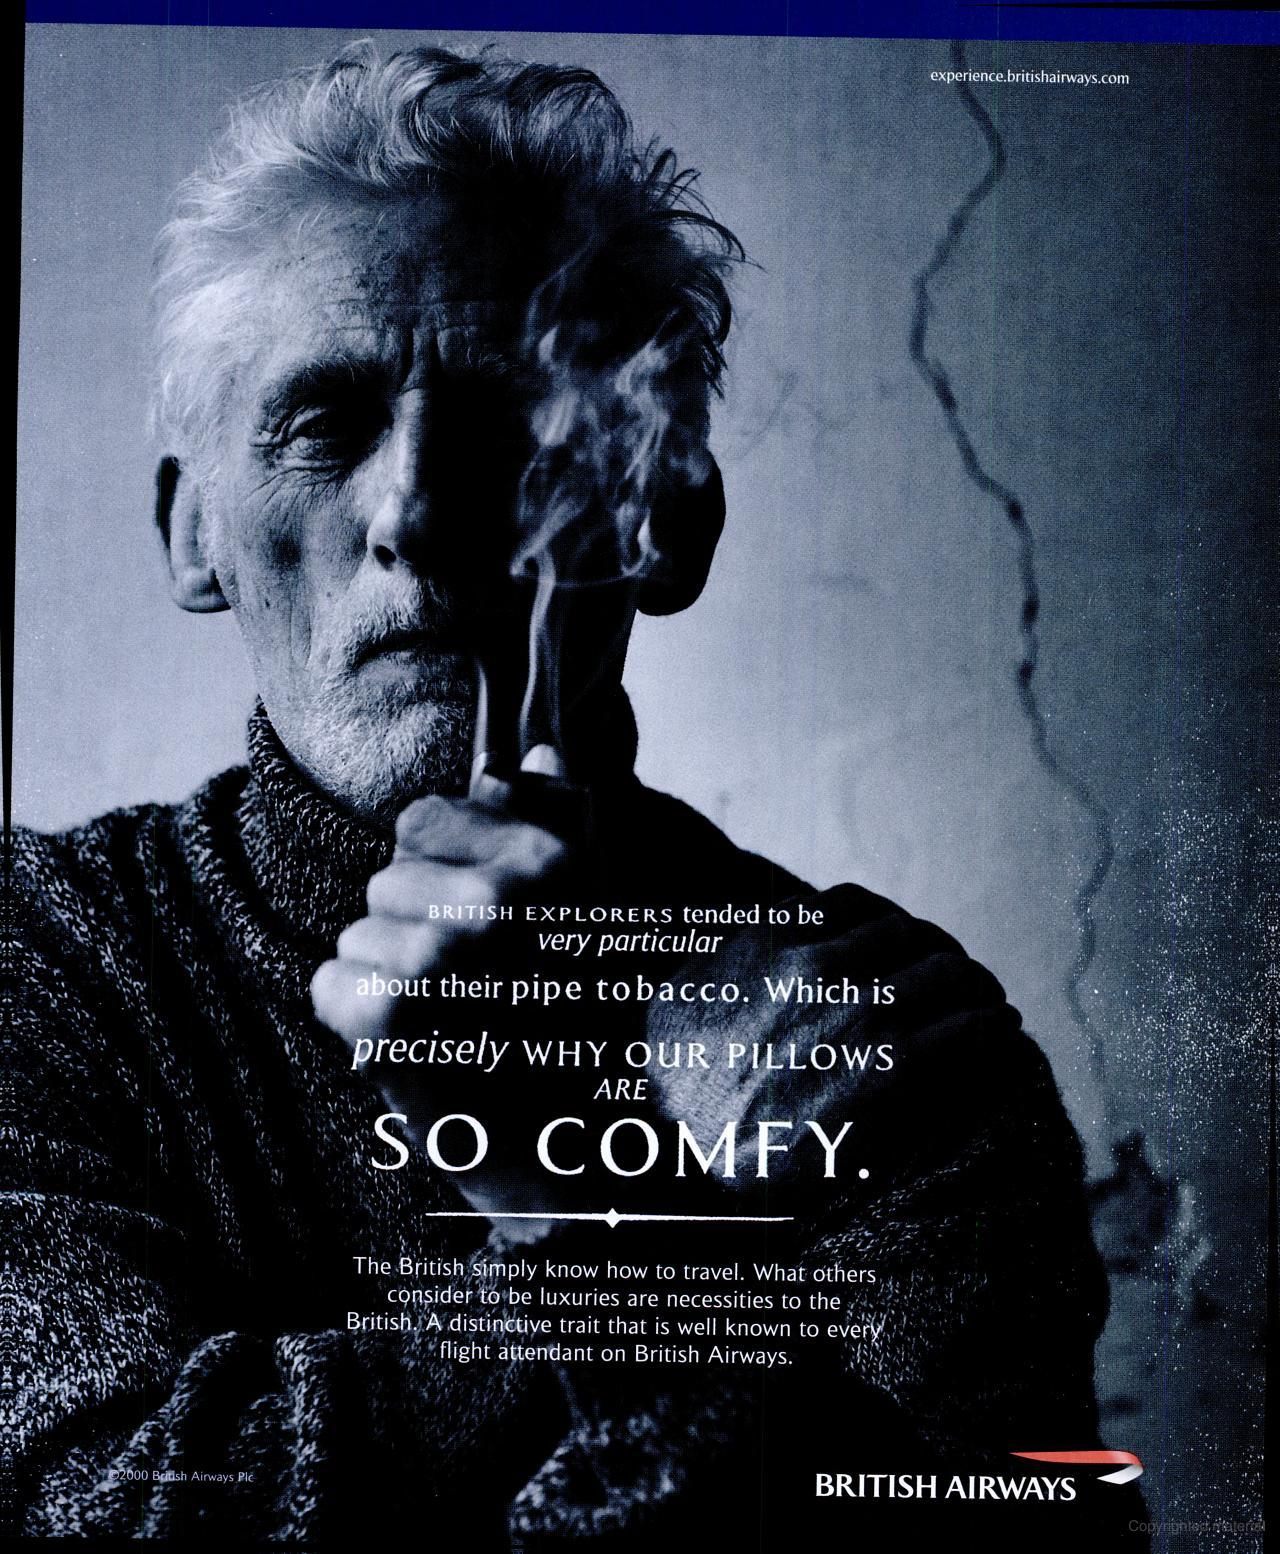 experience.britishairways.com
BRITISH EXPLORERS tended to be
very particular
about their pipe tobacco. Which is
precisely WHY OUR PILLOWS
ARE
SO COMFY.
The British simply know how to travel. What others
consider to be luxuries are necessities to the
British. A distinctive trait that is well known to every
flight attendant on British Airways.
©2000 British Airways Plc
BRITISH AIRWAYS
Copyrighted material